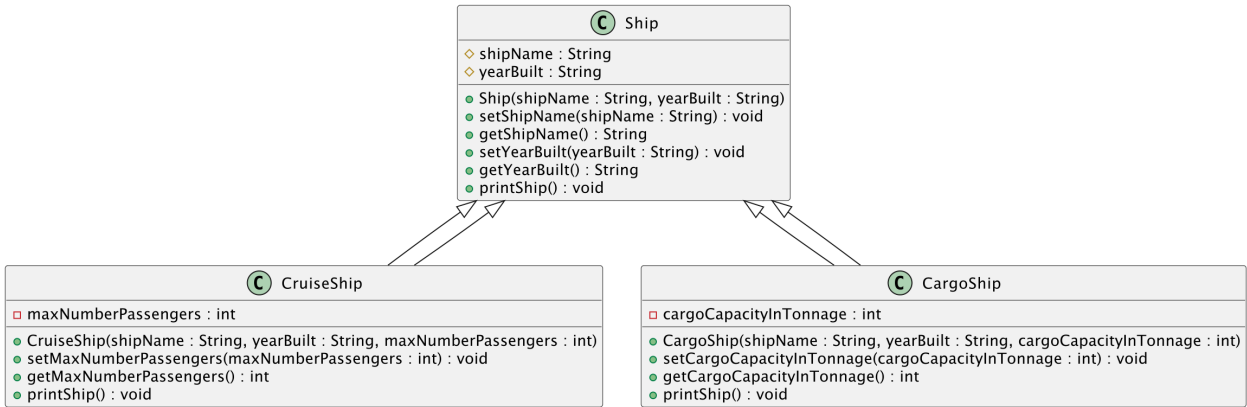 C Ship
shipName : String
yearBuilt : String
Ship(shipName : String, yearBuilt : String)
setShipName(shipName : String) : void
getShipName() : String
setYearBuilt(yearBuilt : String) : void
getYearBuilt() : String
printShip() : void
C CruiseShip
maxNumberPassengers : int
CruiseShip(shipName : String, yearBuilt : String, maxNumberPassengers : int)
setMaxNumberPassengers(maxNumberPassengers : int) : void
getMaxNumberPassengers() : int
printShip() : void
C CargoShip
cargoCapacityInTonnage : int
CargoShip(shipName : String, yearBuilt : String, cargoCapacityInTonnage : int)
setCargoCapacityInTonnage(cargoCapacityInTonnage : int) : void
getCargoCapacityInTonnage() : int
printShip() : void